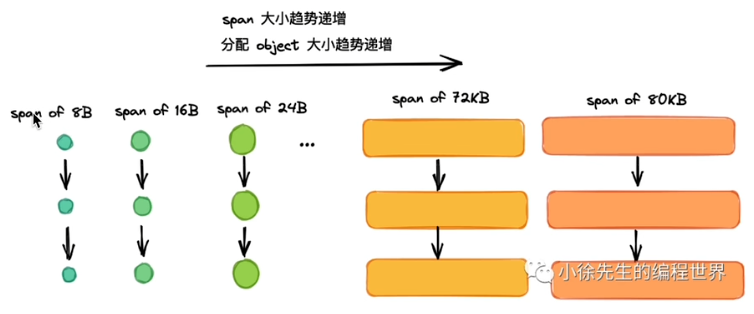 span 大小趋势递增
分配 object 大小趋势递增
span of 8B span of 16B span of 24B ... span of 72KB span of 80KB
小徐先生的编程世界